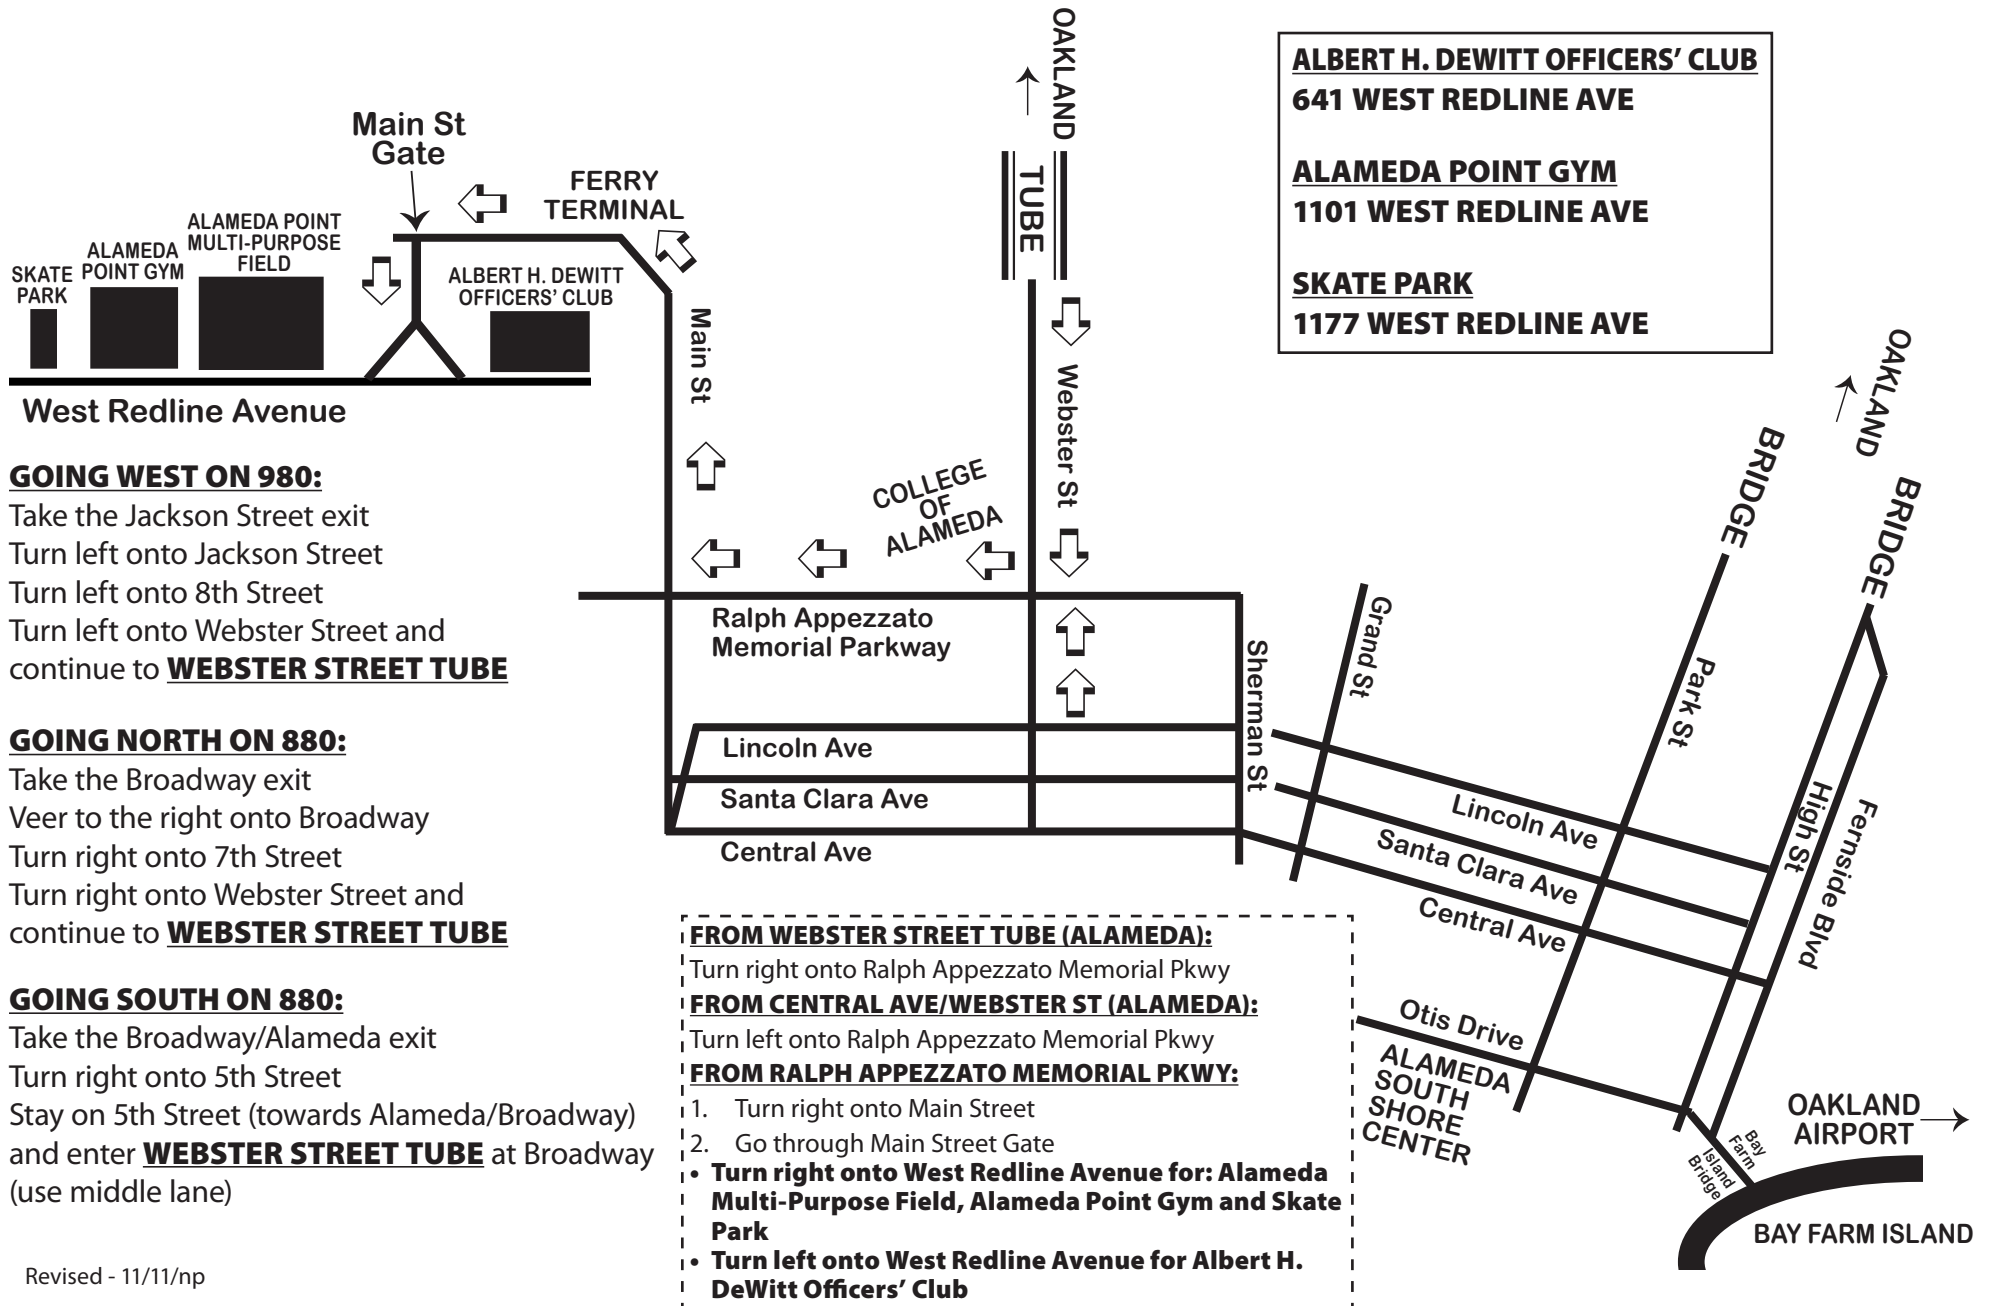 OAKLAND
TUBE
Main St
Gate
FERRY
TERMINAL
SKATE
PARK
ALAMEDA
POINT GYM
ALAMEDA POINT
MULTI-PURPOSE
FIELD
ALBERT H. DEWITT
OFFICERS’ CLUB
West Redline Avenue
Main St
Webster St
COLLEGE
OF
ALAMEDA
Ralph Appezzato
Memorial Parkway
Lincoln Ave
Santa Clara Ave
Central Ave
Sherman St
Grand St
ALBERT H. DEWITT OFFICERS’ CLUB
641 WEST REDLINE AVE
ALAMEDA POINT GYM
1101 WEST REDLINE AVE
SKATE PARK
1177 WEST REDLINE AVE
OAKLAND
BRIDGE
BRIDGE
Park St
High St
Fernside Blvd
Lincoln Ave
Santa Clara Ave
Central Ave
Otis Drive
ALAMEDA
SOUTH
SHORE
CENTER
OAKLAND
AIRPORT
Bay
Farm
Island
Bridge
BAY FARM ISLAND
GOING WEST ON 980:
Take the Jackson Street exit
Turn left onto Jackson Street
Turn left onto 8th Street
Turn left onto Webster Street and
continue to WEBSTER STREET TUBE
GOING NORTH ON 880:
Take the Broadway exit
Veer to the right onto Broadway
Turn right onto 7th Street
Turn right onto Webster Street and
continue to WEBSTER STREET TUBE
GOING SOUTH ON 880:
Take the Broadway/Alameda exit
Turn right onto 5th Street
Stay on 5th Street (towards Alameda/Broadway)
and enter WEBSTER STREET TUBE at Broadway
(use middle lane)
Revised - 11/11/np
FROM WEBSTER STREET TUBE (ALAMEDA):
Turn right onto Ralph Appezzato Memorial Pkwy
FROM CENTRAL AVE/WEBSTER ST (ALAMEDA):
Turn left onto Ralph Appezzato Memorial Pkwy
FROM RALPH APPEZZATO MEMORIAL PKWY:
1. Turn right onto Main Street
2. Go through Main Street Gate
• Turn right onto West Redline Avenue for: Alameda
Multi-Purpose Field, Alameda Point Gym and Skate
Park
• Turn left onto West Redline Avenue for Albert H.
DeWitt Officers’ Club